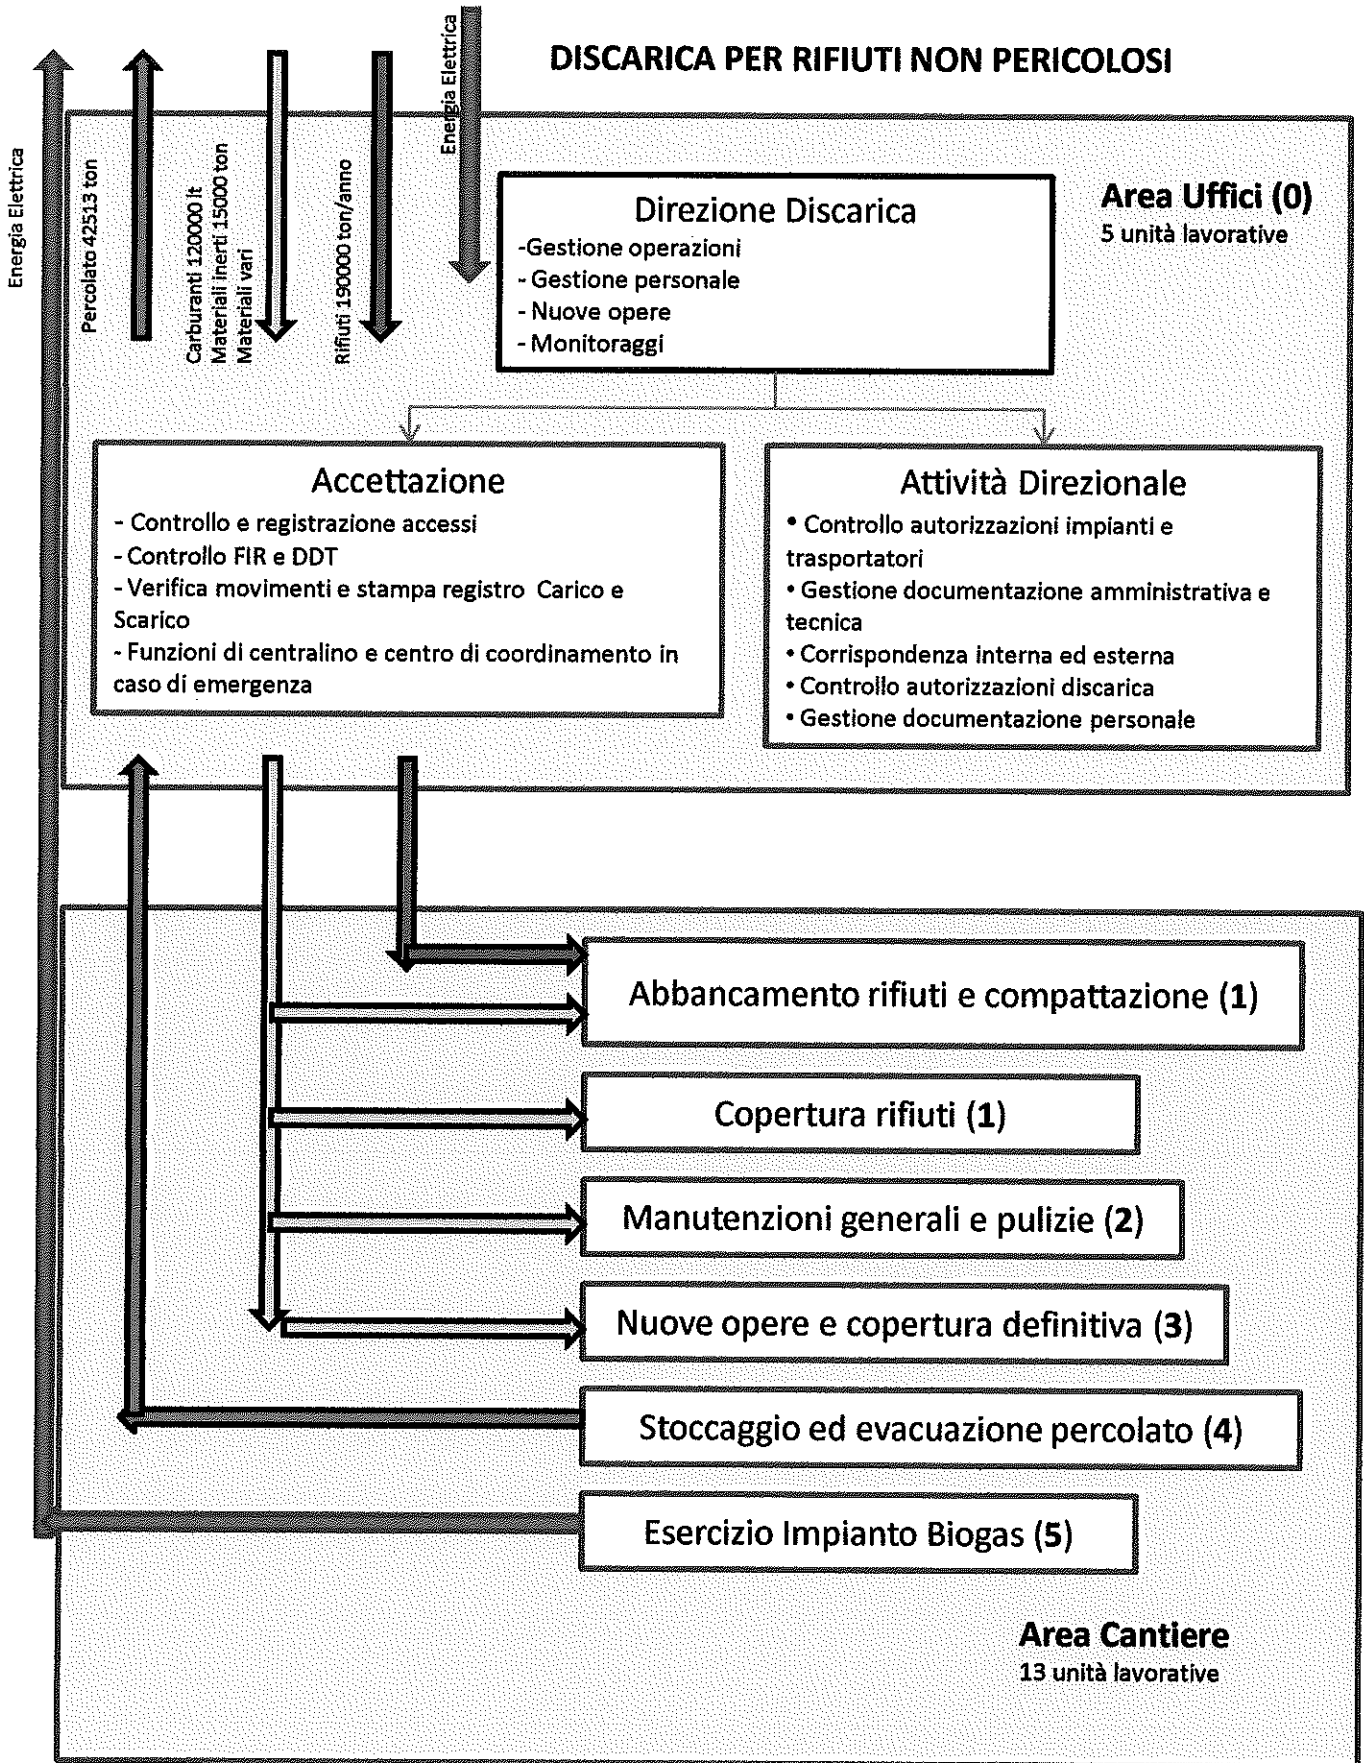 DISCARICA PER RIFIUTI NON PERICOLOSI
Energia Elettrica
Percolato 42513 ton
Carburanti 120000 lt
Materiali inerti 15000 ton
Materiali vari
Rifiuti 190000 ton/anno
Energia Elettrica
Area Uffici (0)
5 unità lavorative
Direzione Discarica
-Gestione operazioni
- Gestione personale
- Nuove opere
- Monitoraggi
Accettazione
- Controllo e registrazione accessi
- Controllo FIR e DDT
- Verifica movimenti e stampa registro Carico e
Scarico
- Funzioni di centralino e centro di coordinamento in
caso di emergenza
Attività Direzionale
• Controllo autorizzazioni impianti e
trasportatori
• Gestione documentazione amministrativa e
tecnica
• Corrispondenza interna ed esterna
• Controllo autorizzazioni discarica
• Gestione documentazione personale
Abbancamento rifiuti e compattazione (1)
Copertura rifiuti (1)
Manutenzioni generali e pulizie (2)
Nuove opere e copertura definitiva (3)
Stoccaggio ed evacuazione percolato (4)
Esercizio Impianto Biogas (5)
Area Cantiere
13 unità lavorative